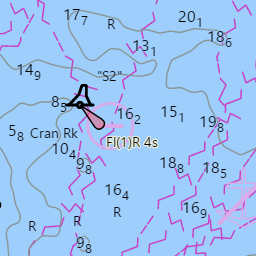 17₇ R 20₁
13₁ 18₆
14₉ "S2"
8₅ 16₂ 15₁ 19₈
5₈ Cran Rk
Fl(1)R 4s
10₄ 9₈ 18₈ 18₅
16₄ 16₉
R R R
9₈